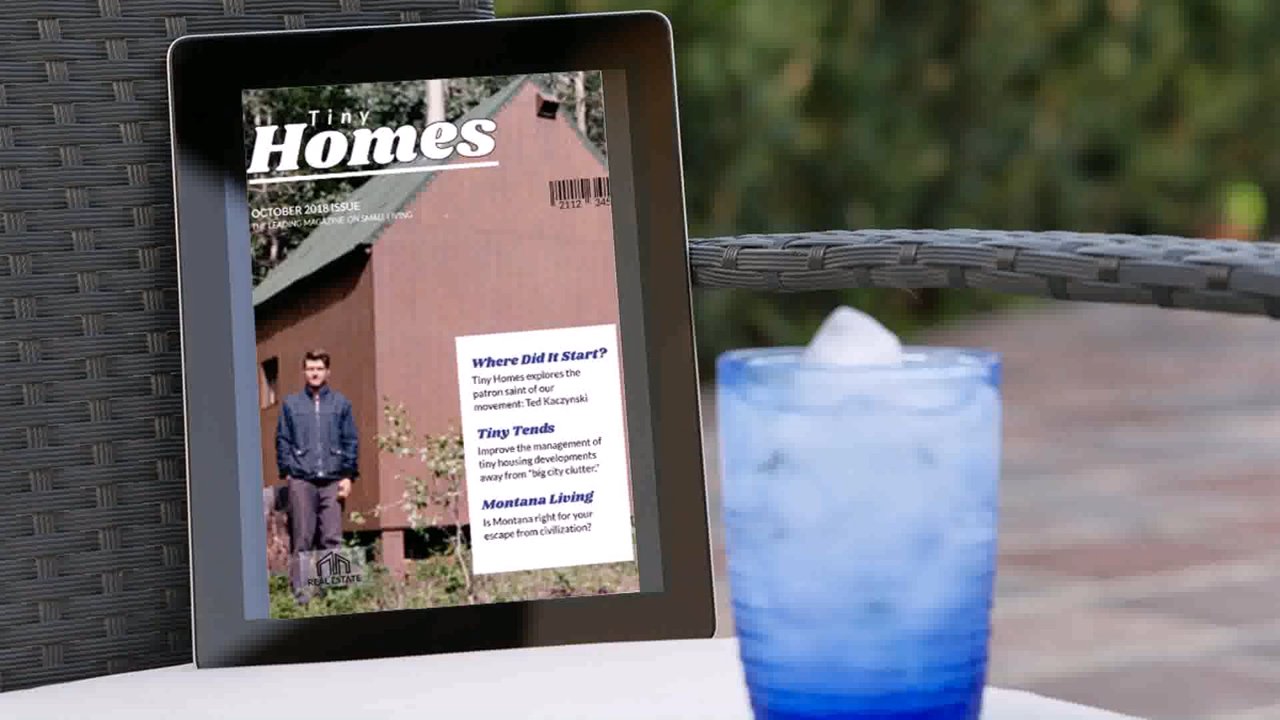 Tiny
Homes
OCTOBER 2018 ISSUE
THE LEADING MAGAZINE ON SMALL LIVING
2112 345
Where Did It Start?
Tiny Homes explores the
patron saint of our
movement: Ted Kaczynski
Tiny Tends
Improve the management of
tiny housing developments
away from "big city clutter."
Montana Living
Is Montana right for your
escape from civilization?
REAL ESTATE